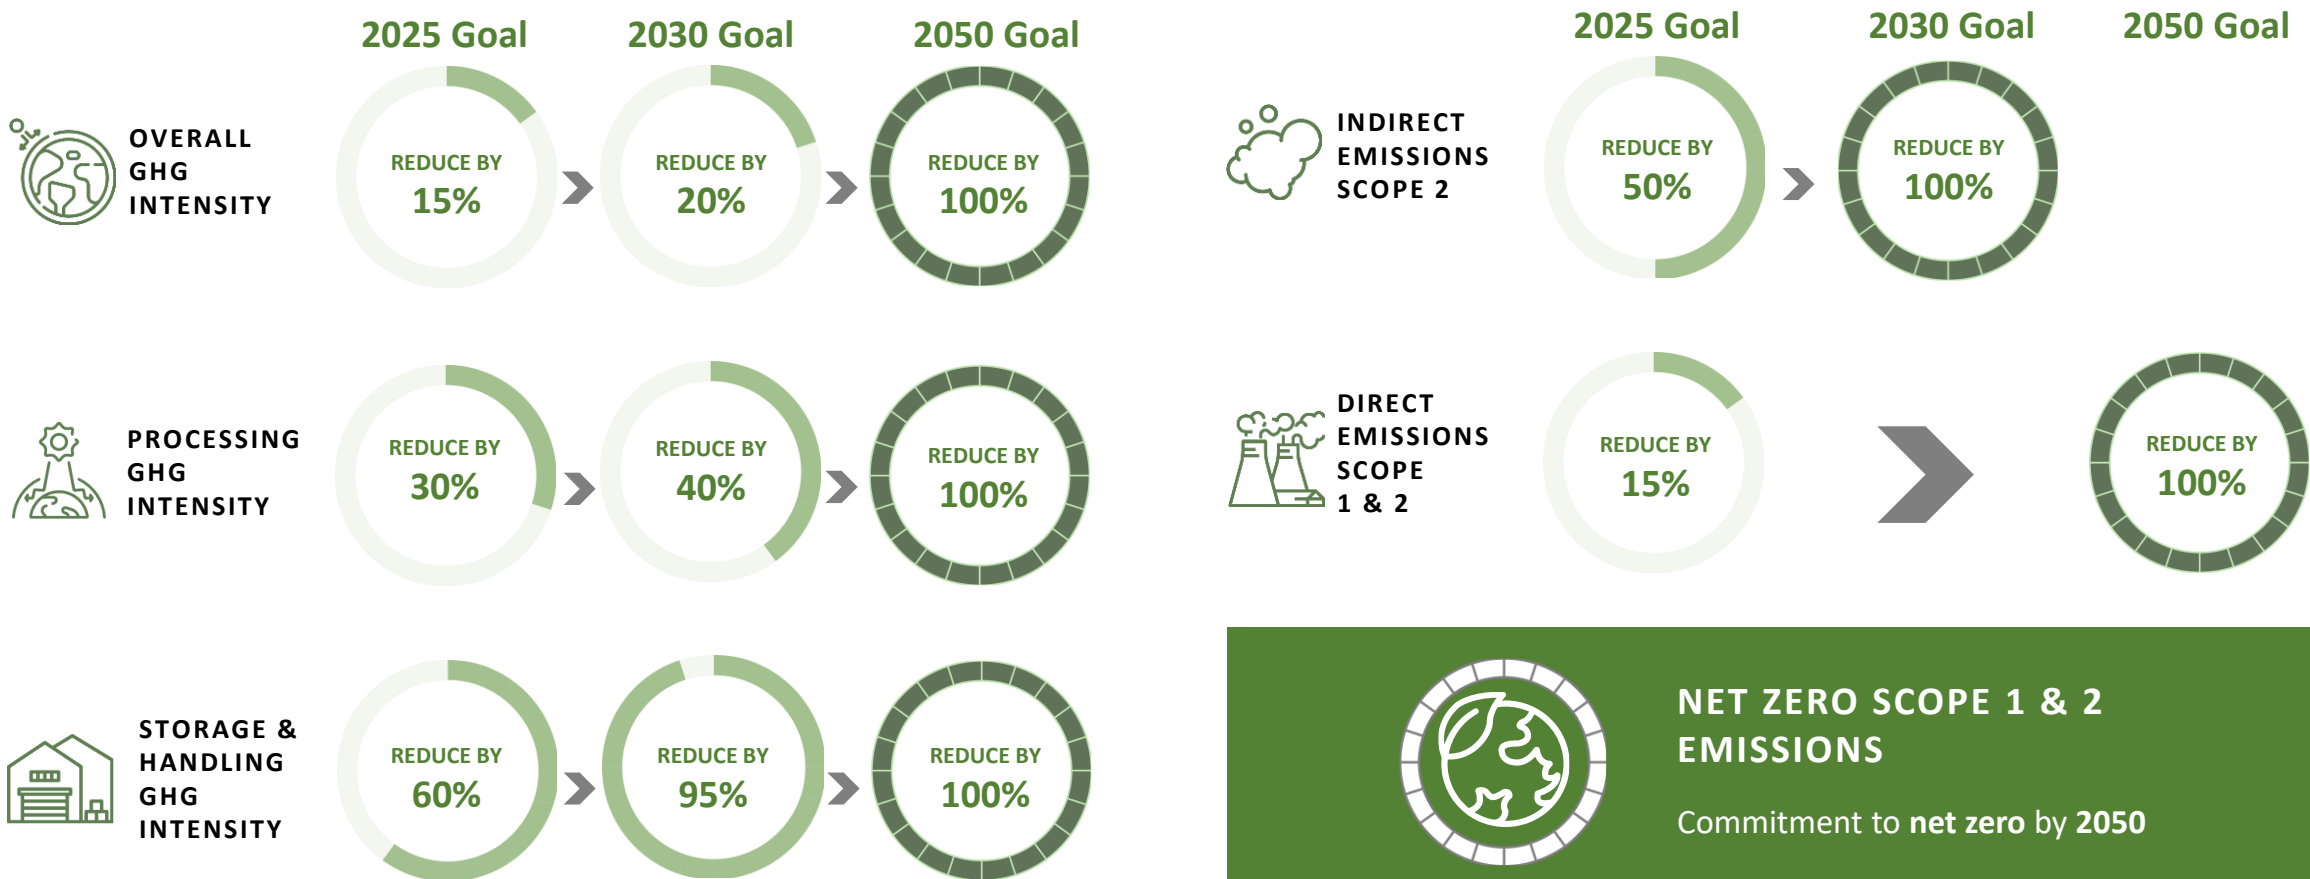 2025 Goal
2030 Goal
2050 Goal
OVERALL
GHG
INTENSITY
REDUCE BY
15%
REDUCE BY
20%
REDUCE BY
100%
PROCESSING
GHG
INTENSITY
REDUCE BY
30%
REDUCE BY
40%
REDUCE BY
100%
STORAGE &
HANDLING
GHG
INTENSITY
REDUCE BY
60%
REDUCE BY
95%
REDUCE BY
100%
2025 Goal
2030 Goal
2050 Goal
INDIRECT
EMISSIONS
SCOPE 2
REDUCE BY
50%
REDUCE BY
100%
DIRECT
EMISSIONS
SCOPE
1 & 2
REDUCE BY
15%
REDUCE BY
100%
NET ZERO SCOPE 1 & 2
EMISSIONS
Commitment to net zero by 2050